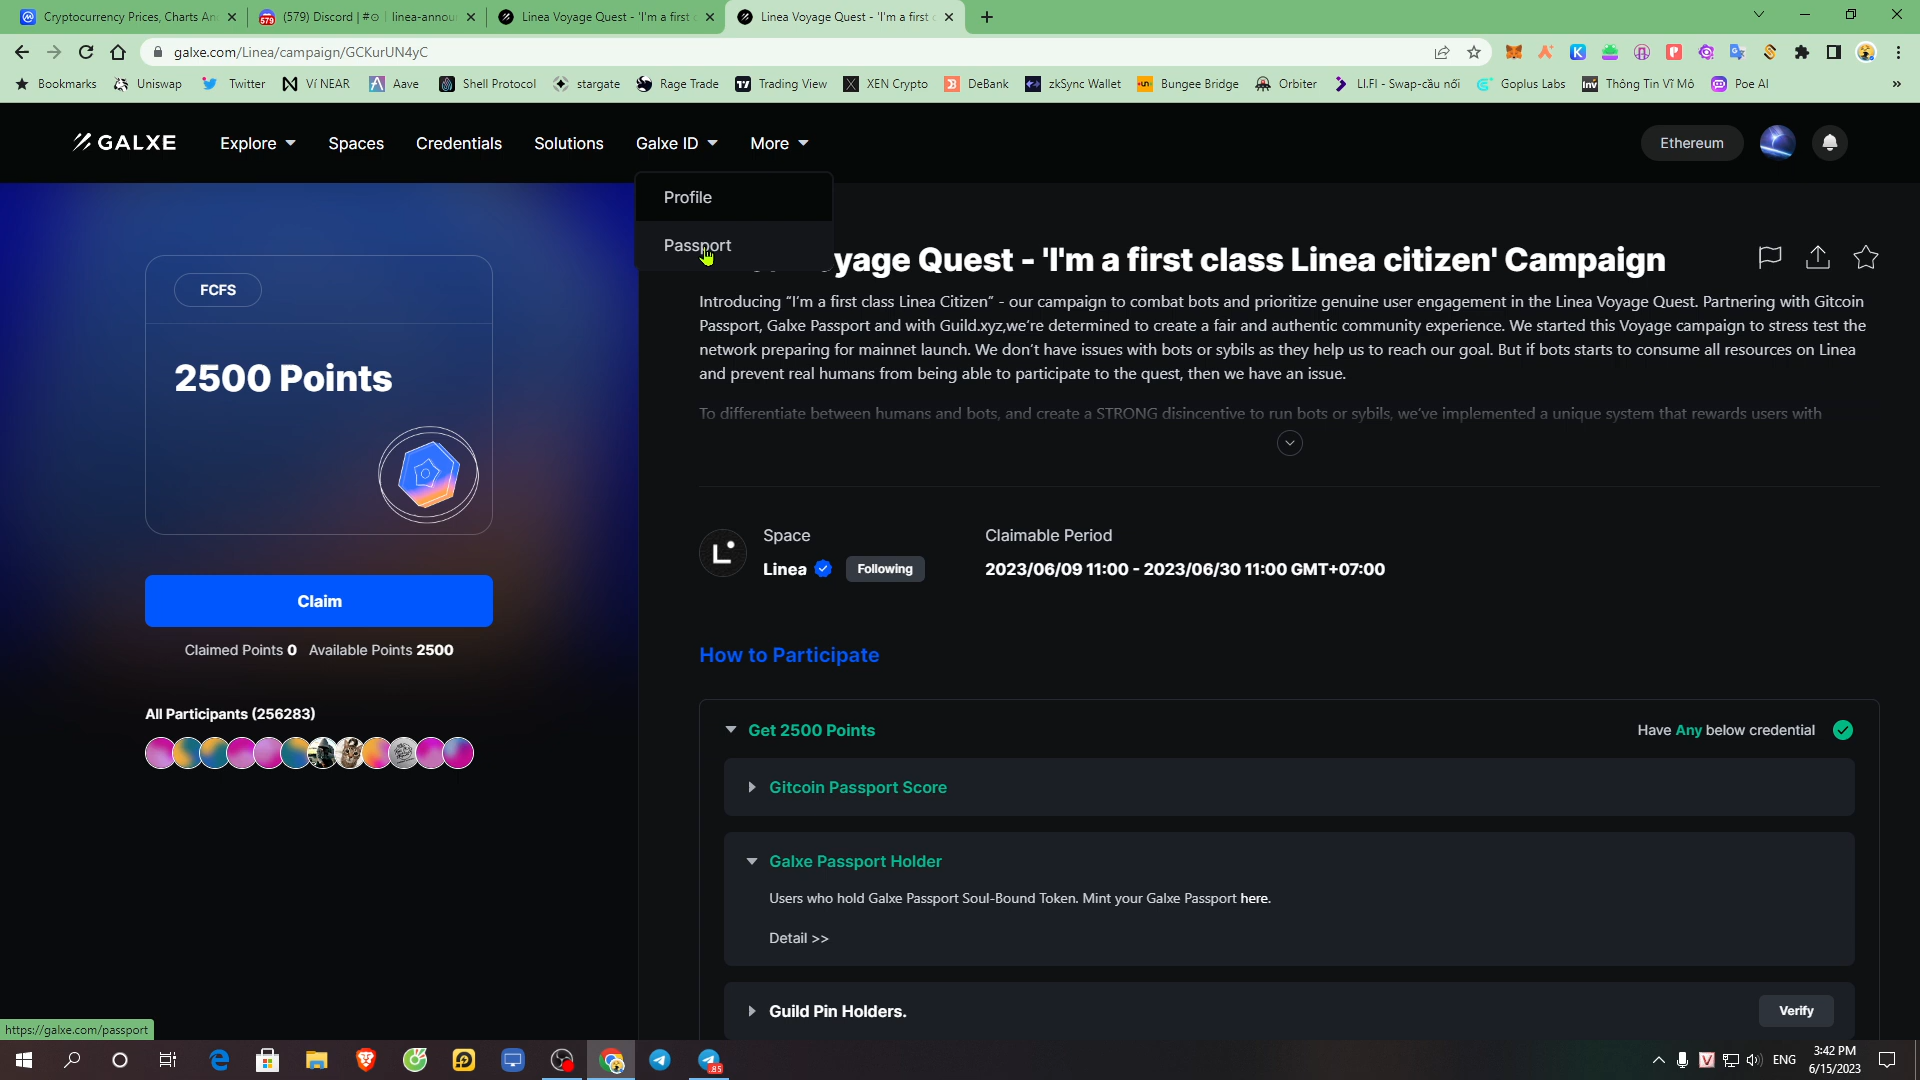 Cryptocurrency Prices, Charts An
(579) Discord | #⊙ | linea-annou
Linea Voyage Quest - 'I'm a first
Linea Voyage Quest - 'I'm a first
galxe.com/Linea/campaign/GCKurUN4yC
Bookmarks
Uniswap
Twitter
Ví NEAR
Aave
Shell Protocol
stargate
Rage Trade
Trading View
XEN Crypto
DeBank
zkSync Wallet
Bungee Bridge
Orbiter
LI.FI - Swap-cầu nối
Goplus Labs
Thông Tin Vĩ Mô
Poe AI
GALXE
Explore
Spaces
Credentials
Solutions
Galxe ID
More
Ethereum
Profile
Passport
yage Quest - 'I'm a first class Linea citizen' Campaign
Introducing “I’m a first class Linea Citizen” - our campaign to combat bots and prioritize genuine user engagement in the Linea Voyage Quest. Partnering with Gitcoin
Passport, Galxe Passport and with Guild.xyz,we’re determined to create a fair and authentic community experience. We started this Voyage campaign to stress test the
network preparing for mainnet launch. We don’t have issues with bots or sybils as they help us to reach our goal. But if bots starts to consume all resources on Linea
and prevent real humans from being able to participate to the quest, then we have an issue.
To differentiate between humans and bots, and create a STRONG disincentive to run bots or sybils, we’ve implemented a unique system that rewards users with
FCFS
2500 Points
Claim
Claimed Points 0 Available Points 2500
All Participants (256283)
Space
Linea
Following
Claimable Period
2023/06/09 11:00 - 2023/06/30 11:00 GMT+07:00
How to Participate
Get 2500 Points
Have Any below credential
Gitcoin Passport Score
Galxe Passport Holder
Users who hold Galxe Passport Soul-Bound Token. Mint your Galxe Passport here.
Detail >>
Guild Pin Holders.
Verify
https://galxe.com/passport
ENG
3:42 PM
6/15/2023